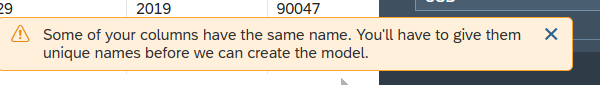 29 2019 90047
Some of your columns have the same name. You'll have to give them
unique names before we can create the model.